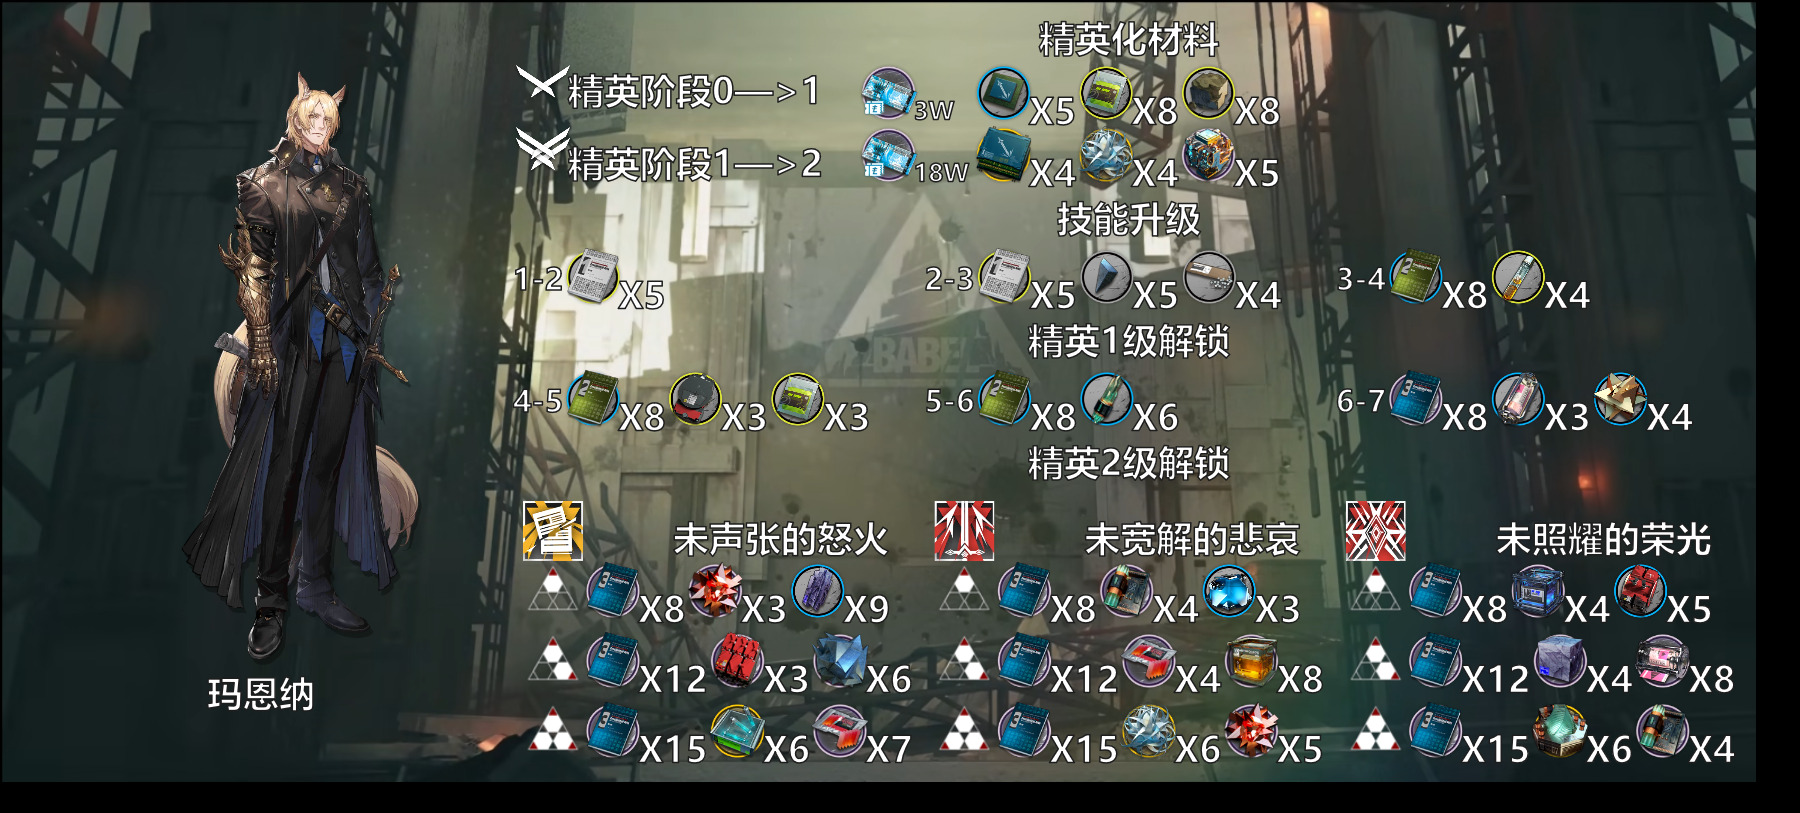 精英化材料
精英阶段0—>1 3W X5 X8 X8
精英阶段1—>2 18W X4 X4 X5
技能升级
1-2 X5 2-3 X5 X5 X4 3-4 X8 X4
精英1级解锁
4-5 X8 X3 X3 5-6 X8 X6 6-7 X8 X3 X4
精英2级解锁
未声张的怒火 未宽解的悲哀 未照耀的荣光
X8 X3 X9 X8 X4 X3 X8 X4 X5
X12 X3 X6 X12 X4 X8 X12 X4 X8
X15 X6 X7 X15 X6 X5 X15 X6 X4
玛恩纳